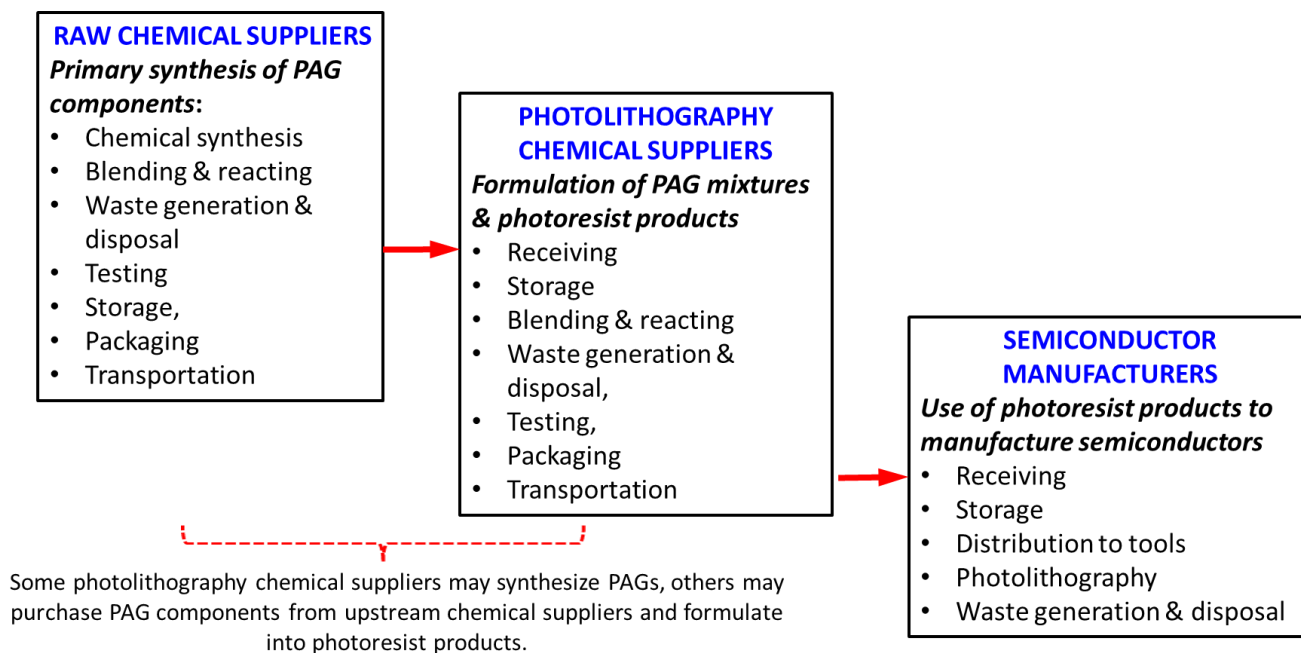 RAW CHEMICAL SUPPLIERS
Primary synthesis of PAG
components:
• Chemical synthesis
• Blending & reacting
• Waste generation &
disposal
• Testing
• Storage,
• Packaging
• Transportation
PHOTOLITHOGRAPHY
CHEMICAL SUPPLIERS
Formulation of PAG mixtures
& photoresist products
• Receiving
• Storage
• Blending & reacting
• Waste generation &
disposal,
• Testing,
• Packaging
• Transportation
SEMICONDUCTOR
MANUFACTURERS
Use of photoresist products to
manufacture semiconductors
• Receiving
• Storage
• Distribution to tools
• Photolithography
• Waste generation & disposal
Some photolithography chemical suppliers may synthesize PAGs, others may
purchase PAG components from upstream chemical suppliers and formulate
into photoresist products.